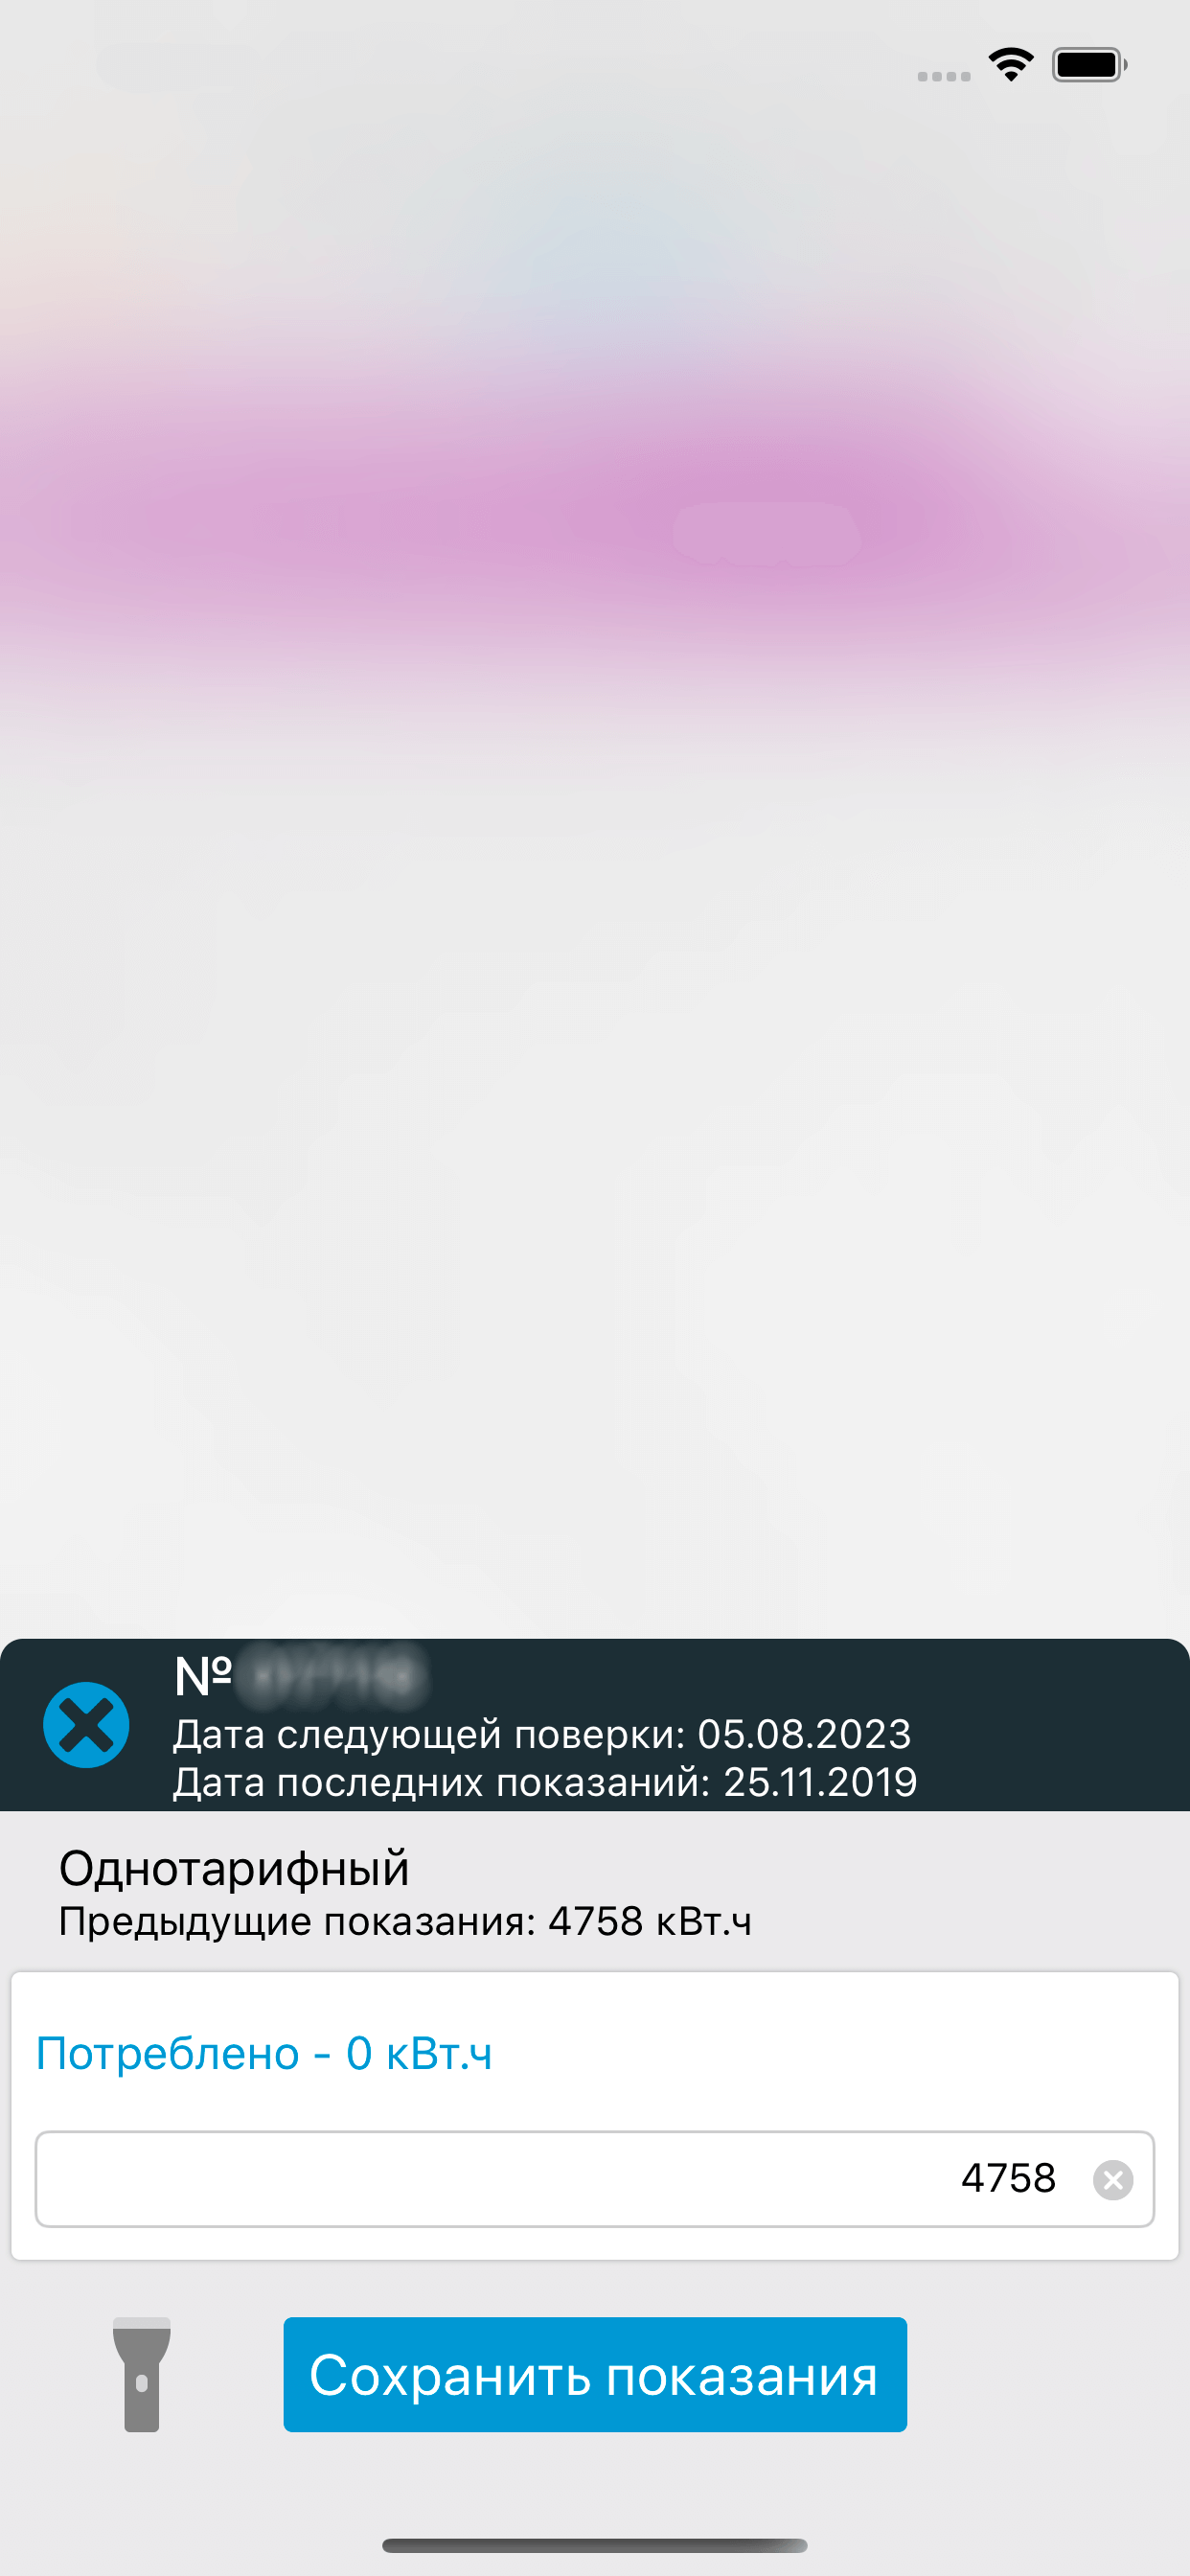 №
Дата следующей поверки: 05.08.2023
Дата последних показаний: 25.11.2019
Однотарифный
Предыдущие показания: 4758 кВт.ч
Потреблено - 0 кВт.ч
4758
Сохранить показания